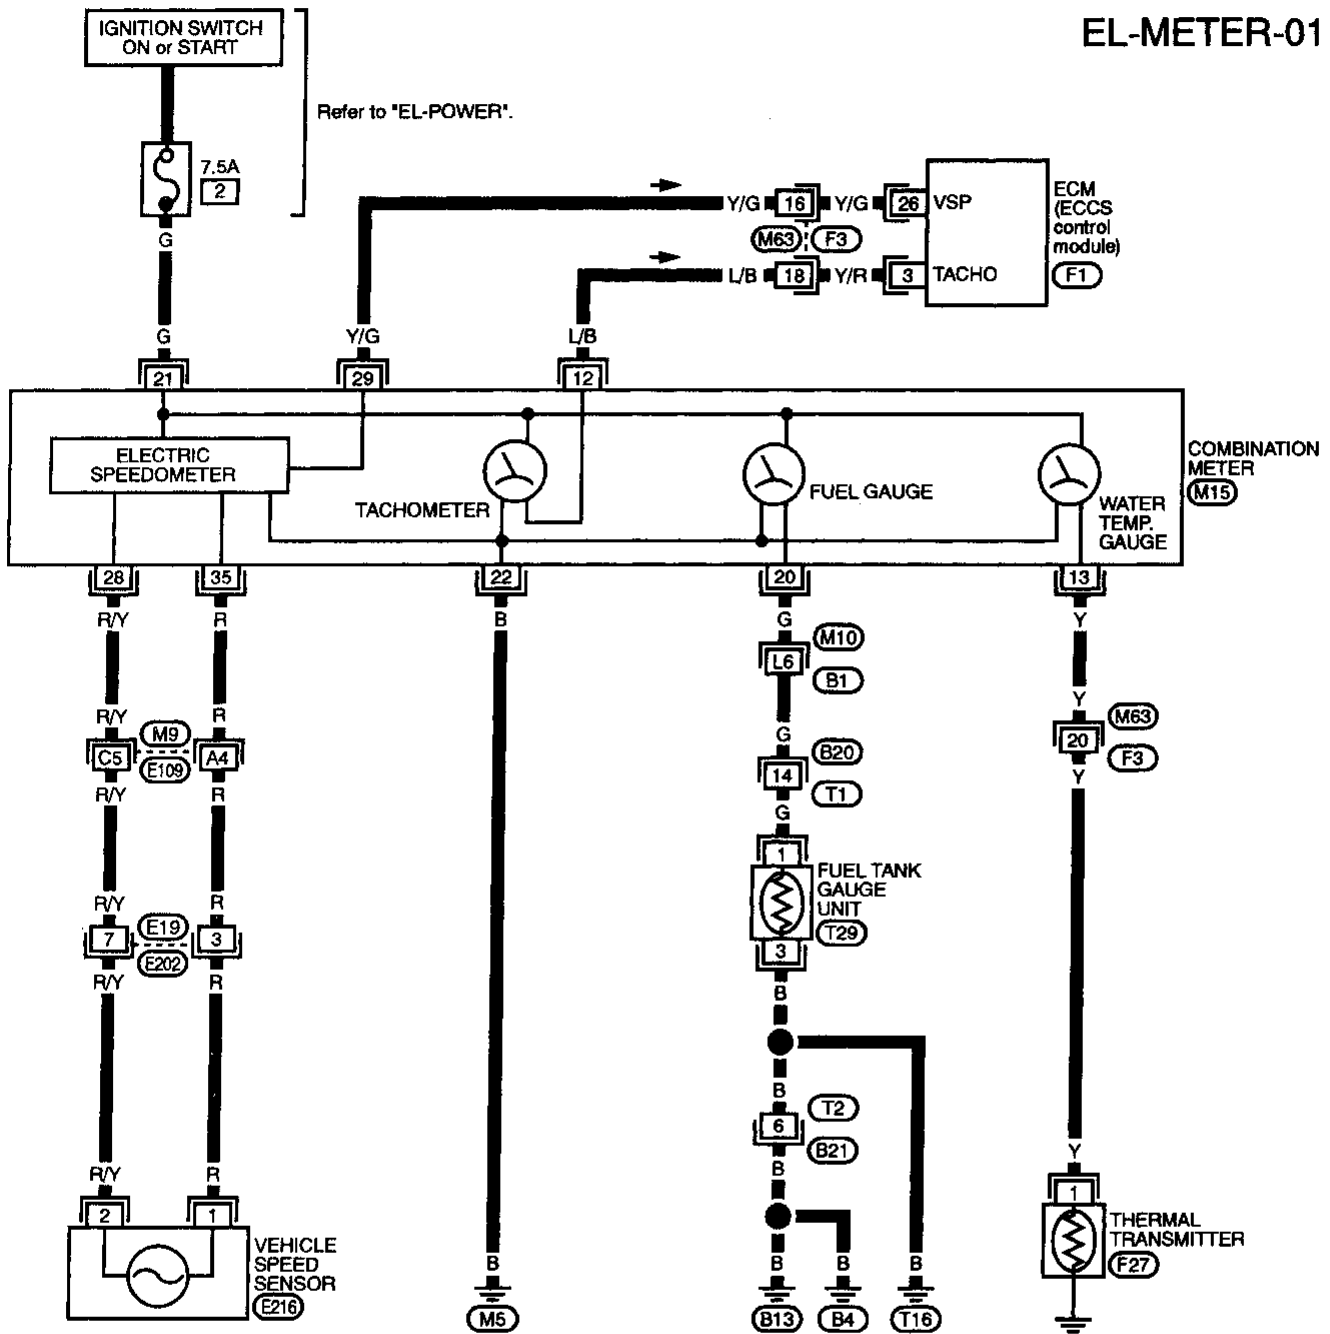 EL-METER-01
IGNITION SWITCH
ON or START
Refer to "EL-POWER".
7.5A
2
G
G
Y/G
16
Y/G
26
VSP
ECM
(ECCS
control
module)
F1
M63
F3
L/B
18
Y/R
3
TACHO
Y/G
L/B
21
29
12
ELECTRIC
SPEEDOMETER
TACHOMETER
FUEL GAUGE
WATER
TEMP.
GAUGE
COMBINATION
METER
M15
28
35
22
20
13
R/Y
R
B
G
Y
M10
L6
B1
R/Y
R
G
Y
M9
C5
A4
E109
M63
20
F3
B20
14
T1
R/Y
R
G
Y
1
FUEL TANK
GAUGE
UNIT
T29
3
R/Y
R
E19
7
3
E202
R/Y
R
B
B
T2
6
B21
B
R/Y
R
Y
2
1
1
VEHICLE
SPEED
SENSOR
E216
THERMAL
TRANSMITTER
F27
B
B
B
B
M5
B13
B4
T16